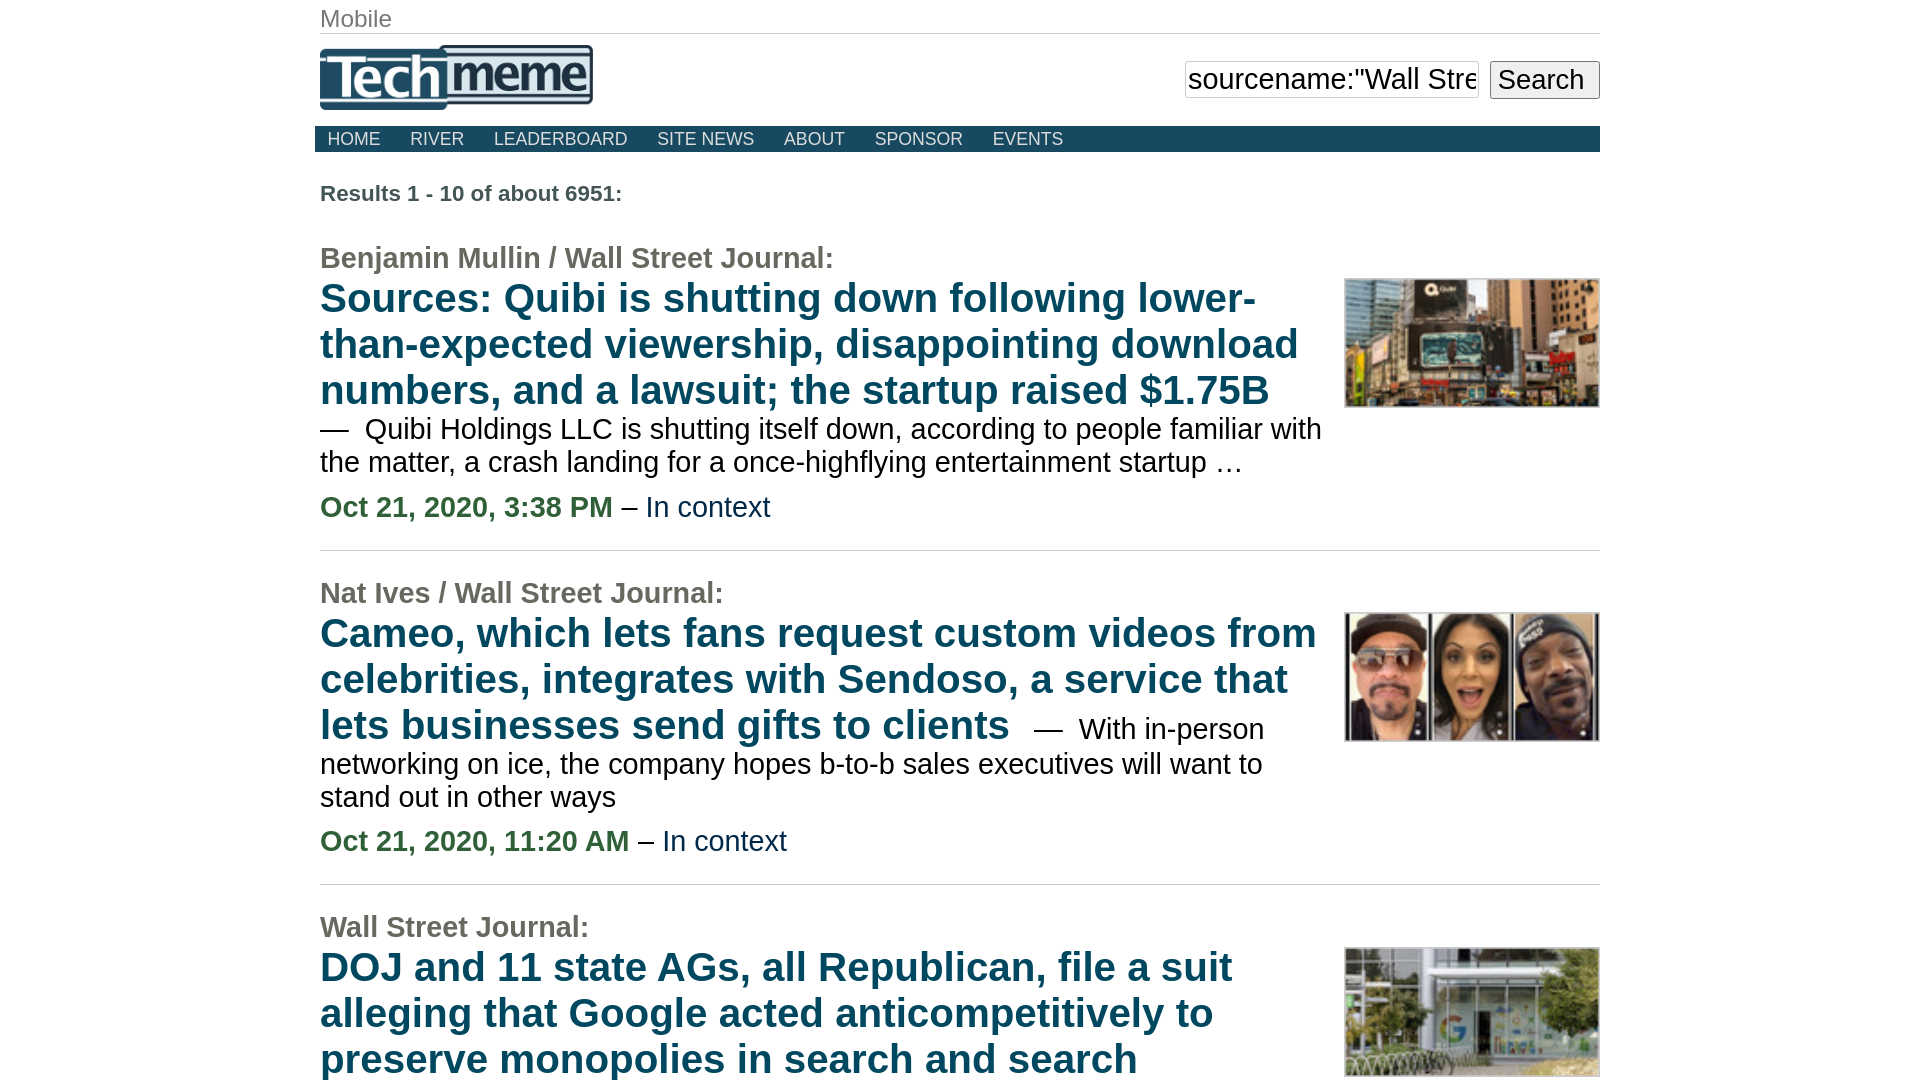 Mobile
Techmeme
sourcename:"Wall Stre
Search
HOME RIVER LEADERBOARD SITE NEWS ABOUT SPONSOR EVENTS
Results 1 - 10 of about 6951:
Benjamin Mullin / Wall Street Journal:
Sources: Quibi is shutting down following lower-
than-expected viewership, disappointing download
numbers, and a lawsuit; the startup raised $1.75B
— Quibi Holdings LLC is shutting itself down, according to people familiar with
the matter, a crash landing for a once-highflying entertainment startup …
Oct 21, 2020, 3:38 PM – In context
Nat Ives / Wall Street Journal:
Cameo, which lets fans request custom videos from
celebrities, integrates with Sendoso, a service that
lets businesses send gifts to clients — With in-person
networking on ice, the company hopes b-to-b sales executives will want to
stand out in other ways
Oct 21, 2020, 11:20 AM – In context
Wall Street Journal:
DOJ and 11 state AGs, all Republican, file a suit
alleging that Google acted anticompetitively to
preserve monopolies in search and search